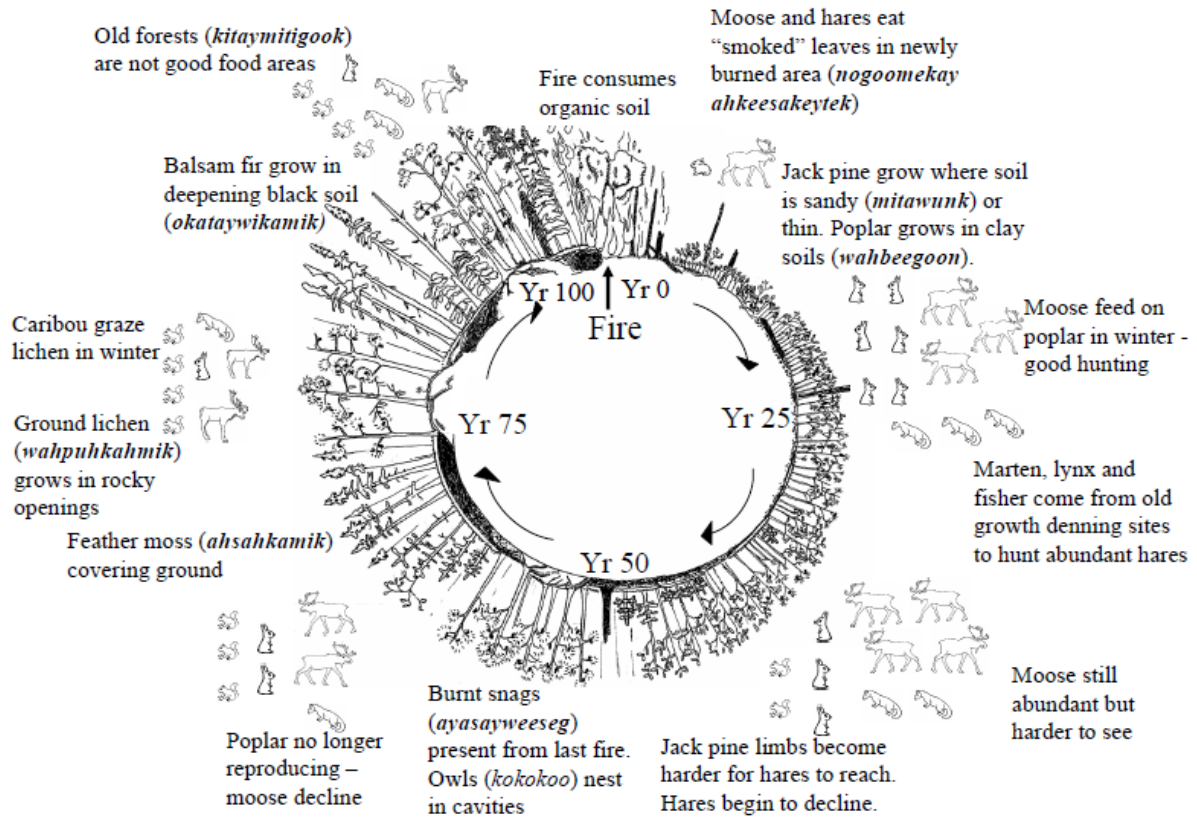 Old forests (kitaymitigook)
are not good food areas
Fire consumes
organic soil
Moose and hares eat
“smoked” leaves in newly
burned area (nogoomekay
ahkeesakeytek)
Balsam fir grow in
deepening black soil
(okataywikamik)
Jack pine grow where soil
is sandy (mitawunk) or
thin. Poplar grows in clay
soils (wahbeegoon).
Yr 100
Yr 0
Fire
Caribou graze
lichen in winter
Moose feed on
poplar in winter -
good hunting
Yr 75
Yr 25
Ground lichen
(wahpuhkahmik)
grows in rocky
openings
Marten, lynx and
fisher come from old
growth denning sites
to hunt abundant hares
Feather moss (ahsahkamik)
covering ground
Yr 50
Poplar no longer
reproducing –
moose decline
Burnt snags
(ayasayweeseg)
present from last fire.
Owls (kokokoo) nest
in cavities
Jack pine limbs become
harder for hares to reach.
Hares begin to decline.
Moose still
abundant but
harder to see